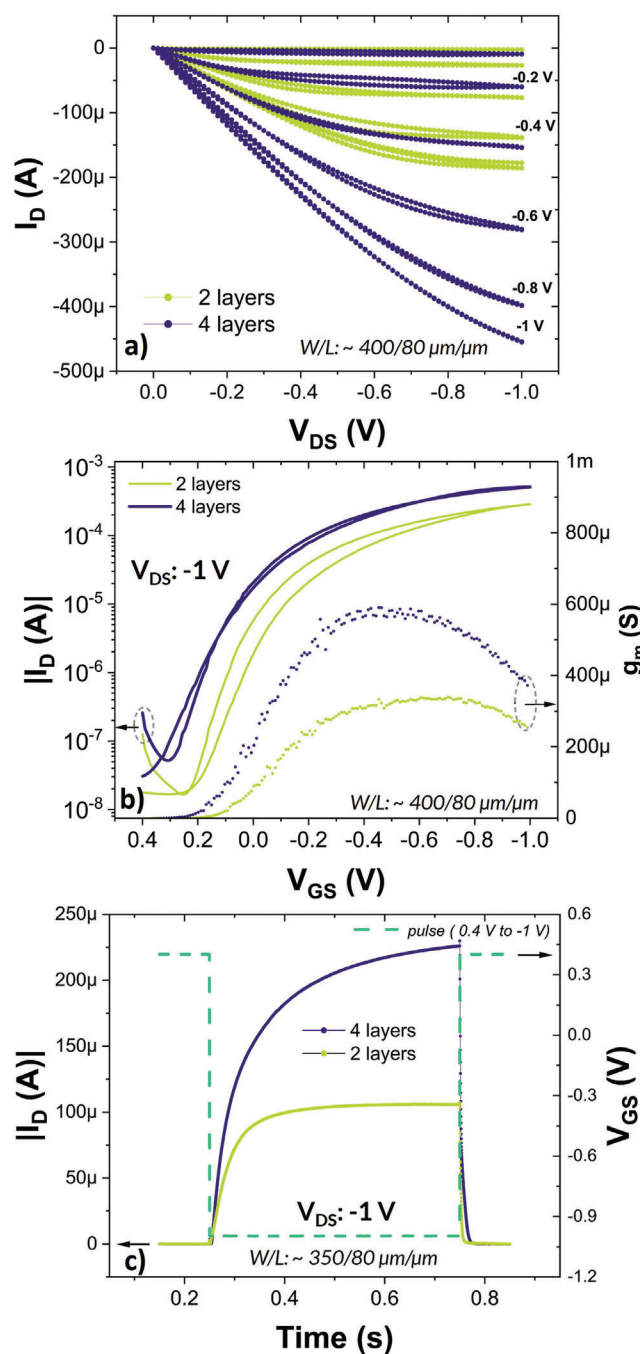 0
-100µ
-200µ
-300µ
-400µ
-500µ
I_D (A)
-0.2 V
-0.4 V
-0.6 V
-0.8 V
-1 V
2 layers
4 layers
a)
W/L: ~ 400/80 µm/µm
0.0 -0.2 -0.4 -0.6 -0.8 -1.0
V_DS (V)
10^-3
10^-4
10^-5
10^-6
10^-7
10^-8
|I_D (A)|
2 layers
4 layers
V_DS: -1 V
1m
800µ
600µ
400µ
200µ
0
g_m (S)
b)
W/L: ~ 400/80 µm/µm
0.4 0.2 0.0 -0.2 -0.4 -0.6 -0.8 -1.0
V_GS (V)
250µ
200µ
150µ
100µ
50µ
0
|I_D (A)|
pulse ( 0.4 V to -1 V)
4 layers
2 layers
V_DS: -1 V
0.6
0.3
0.0
-0.3
-0.6
-0.9
-1.2
V_GS (V)
c)
W/L: ~ 350/80 µm/µm
0.2 0.4 0.6 0.8
Time (s)